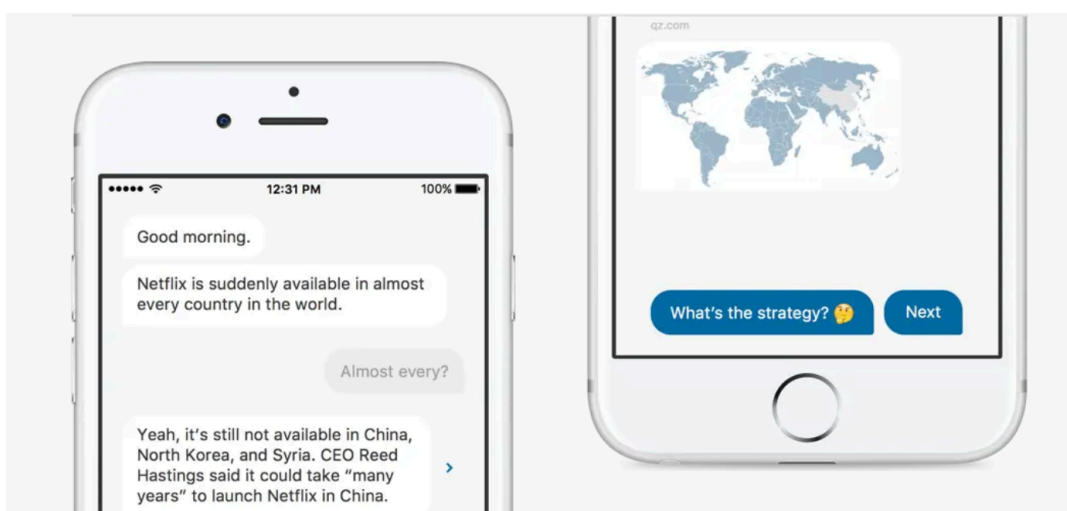 12:31 PM
100%
Good morning.
Netflix is suddenly available in almost
every country in the world.
Almost every?
Yeah, it's still not available in China,
North Korea, and Syria. CEO Reed
Hastings said it could take “many
years” to launch Netflix in China.
qz.com
What's the strategy? 🤔
Next